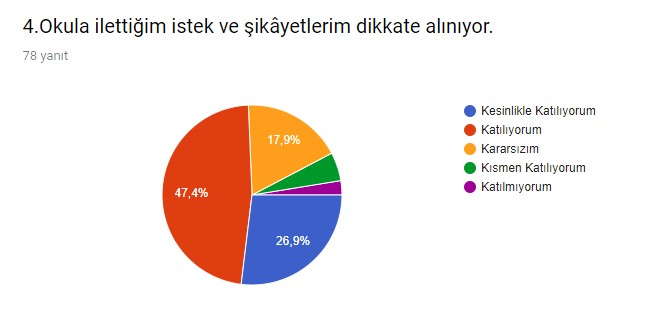 4.Okula ilettiğim istek ve şikâyetlerim dikkate alınıyor.
78 yanıt
Kesinlikle Katılıyorum
Katılıyorum
Kararsızım
Kısmen Katılıyorum
Katılmıyorum
17,9%
47,4%
26,9%